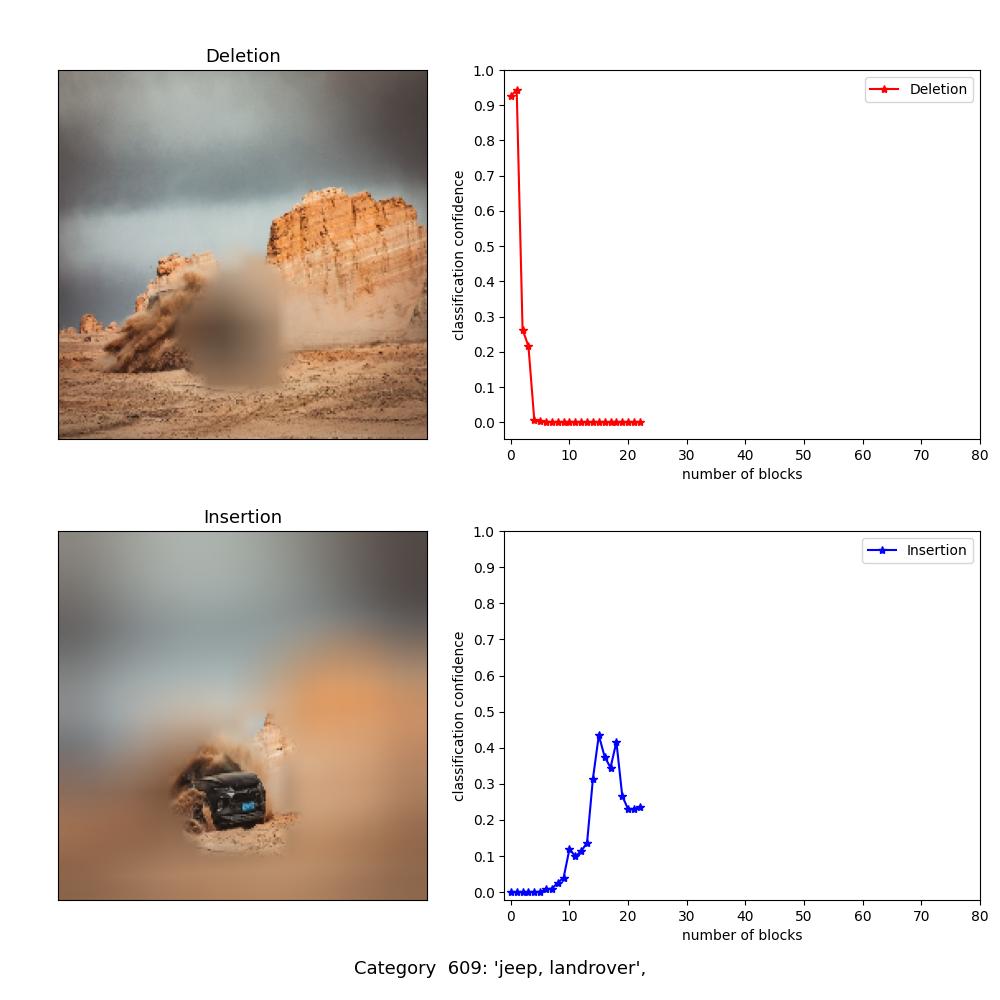 Deletion
1.0
0.9
0.8
0.7
0.6
0.5
0.4
0.3
0.2
0.1
0.0
classification confidence
Deletion
0 10 20 30 40 50 60 70 80
number of blocks
Insertion
1.0
0.9
0.8
0.7
0.6
0.5
0.4
0.3
0.2
0.1
0.0
classification confidence
Insertion
0 10 20 30 40 50 60 70 80
number of blocks
Category  609: 'jeep, landrover',